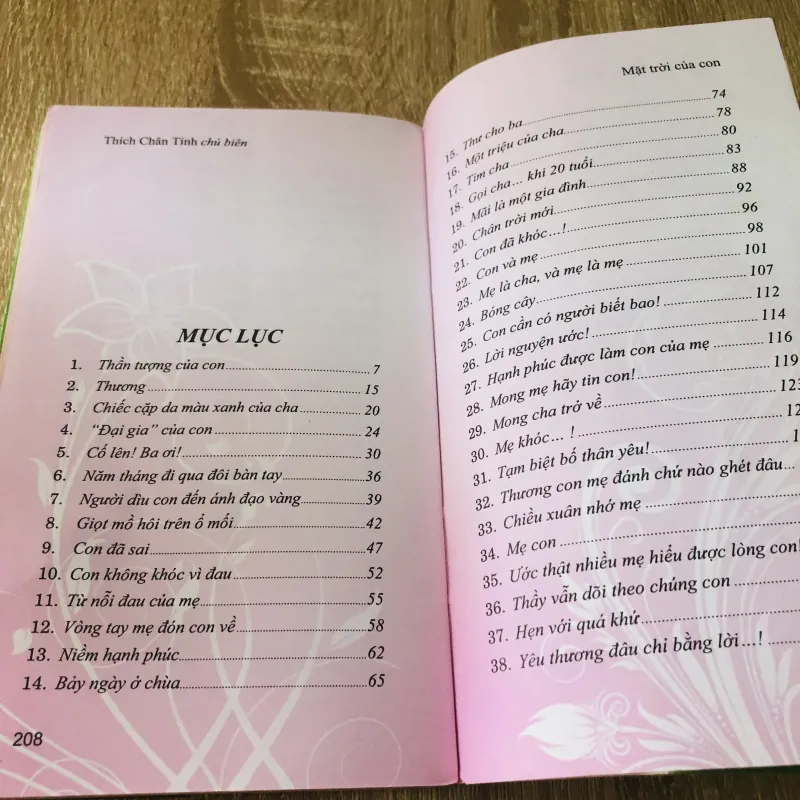 Thích Chân Tính chủ biên
MỤC LỤC
1. Thần tượng của con 7
2. Thương 15
3. Chiếc cặp da màu xanh của cha 20
4. “Đại gia” của con 24
5. Cố lên! Ba ơi! 30
6. Năm tháng đi qua đôi bàn tay 36
7. Người dìu con đến ánh đạo vàng 39
8. Giọt mồ hôi trên ổ mối 42
9. Con đã sai 47
10. Con không khóc vì đau 52
11. Từ nỗi đau của mẹ 55
12. Vòng tay mẹ đón con về 58
13. Niềm hạnh phúc 62
14. Bảy ngày ở chùa 65
208
Mặt trời của con
15. Thư cho ba 74
16. Một triệu của cha 78
17. Tìm cha 80
18. Gọi cha... khi 20 tuổi 83
19. Mãi là một gia đình 88
20. Chân trời mới 92
21. Con đã khóc...! 96
22. Con và mẹ 98
23. Mẹ là cha, và mẹ là mẹ 101
24. Bóng cây 107
25. Con cần có người biết bao! 112
26. Lời nguyện ước! 114
27. Hạnh phúc được làm con của mẹ 116
28. Mong mẹ hãy tin con! 119
29. Mong cha trở về 123
30. Mẹ khóc... !
31. Tạm biệt bố thân yêu!
32. Thương con mẹ đánh chứ nào ghét đâu
33. Chiều xuân nhớ mẹ
34. Mẹ con
35. Ước thật nhiều mẹ hiểu được lòng con!
36. Thầy vẫn dõi theo chúng con
37. Hẹn với quá khứ
38. Yêu thương đâu chỉ bằng lời ...!